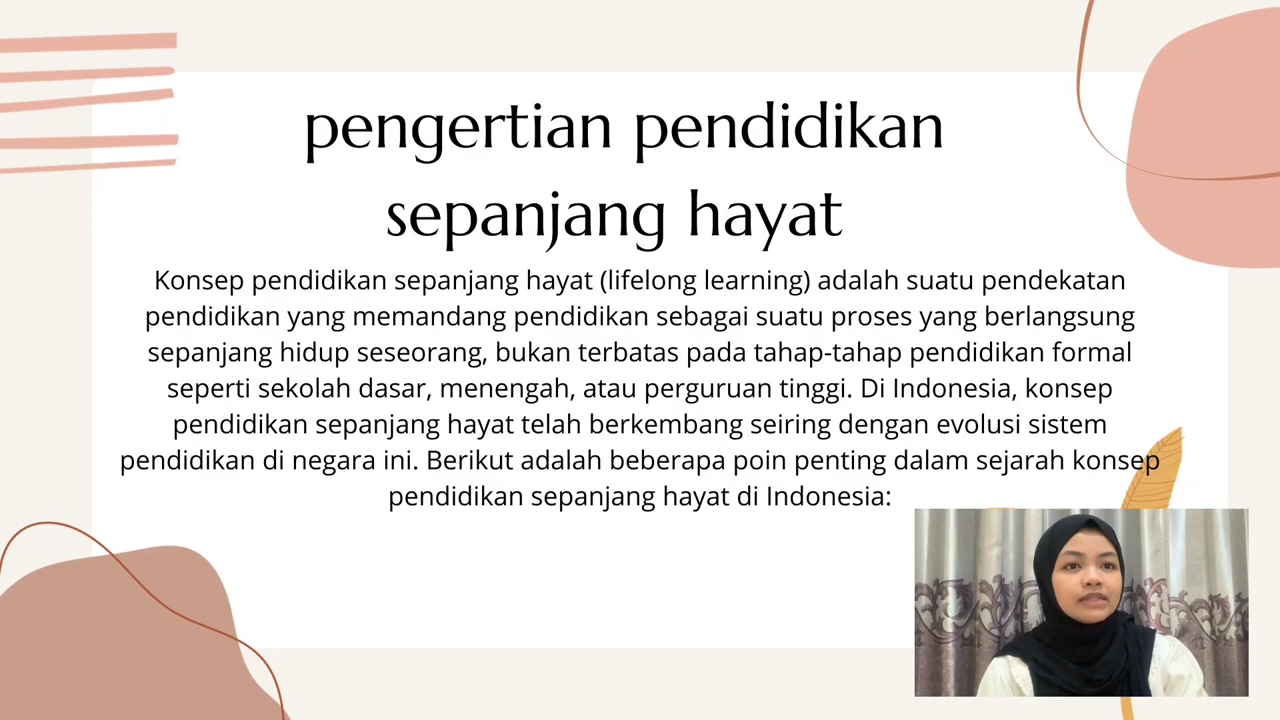 pengertian pendidikan
sepanjang hayat
Konsep pendidikan sepanjang hayat (lifelong learning) adalah suatu pendekatan
pendidikan yang memandang pendidikan sebagai suatu proses yang berlangsung
sepanjang hidup seseorang, bukan terbatas pada tahap-tahap pendidikan formal
seperti sekolah dasar, menengah, atau perguruan tinggi. Di Indonesia, konsep
pendidikan sepanjang hayat telah berkembang seiring dengan evolusi sistem
pendidikan di negara ini. Berikut adalah beberapa poin penting dalam sejarah konsep
pendidikan sepanjang hayat di Indonesia: